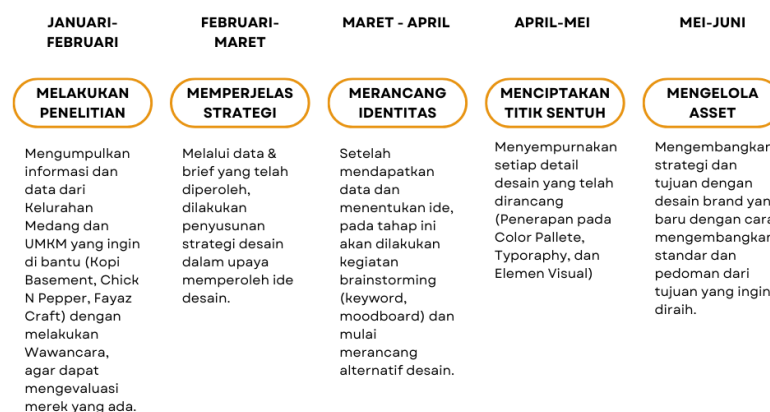 JANUARI-
FEBRUARI
MELAKUKAN
PENELITIAN
Mengumpulkan
informasi dan
data dari
Kelurahan
Medang dan
UMKM yang ingin
di bantu (Kopi
Basement, Chick
N Pepper, Fayaz
Craft) dengan
melakukan
Wawancara,
agar dapat
mengevaluasi
merek yang ada.
FEBRUARI-
MARET
MEMPERJELAS
STRATEGI
Melalui data &
brief yang telah
diperoleh,
dilakukan
penyusunan
strategi desain
dalam upaya
memperoleh ide
desain.
MARET - APRIL
MERANCANG
IDENTITAS
Setelah
mendapatkan
data dan
menentukan ide,
pada tahap ini
akan dilakukan
kegiatan
brainstorming
(keyword,
moodboard) dan
mulai
merancang
alternatif desain.
APRIL-MEI
MENCIPTAKAN
TITIK SENTUH
Menyempurnakan
setiap detail
desain yang telah
dirancang
(Penerapan pada
Color Pallete,
Typoraphy, dan
Elemen Visual)
MEI-JUNI
MENGELOLA
ASSET
Mengembangkan
strategi dan
tujuan dengan
desain brand yan
baru dengan cara
mengembangkan
standar dan
pedoman dari
tujuan yang ingin
diraih.